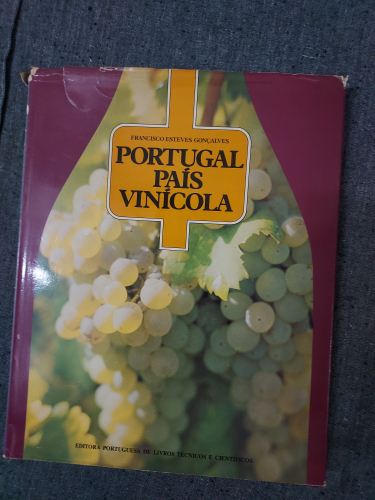 FRANCISCO ESTEVES GONÇALVES
PORTUGAL
PAÍS
VINÍCOLA
EDITORA PORTUGUESA DE LIVROS TÉCNICOS E CIENTÍFICOS